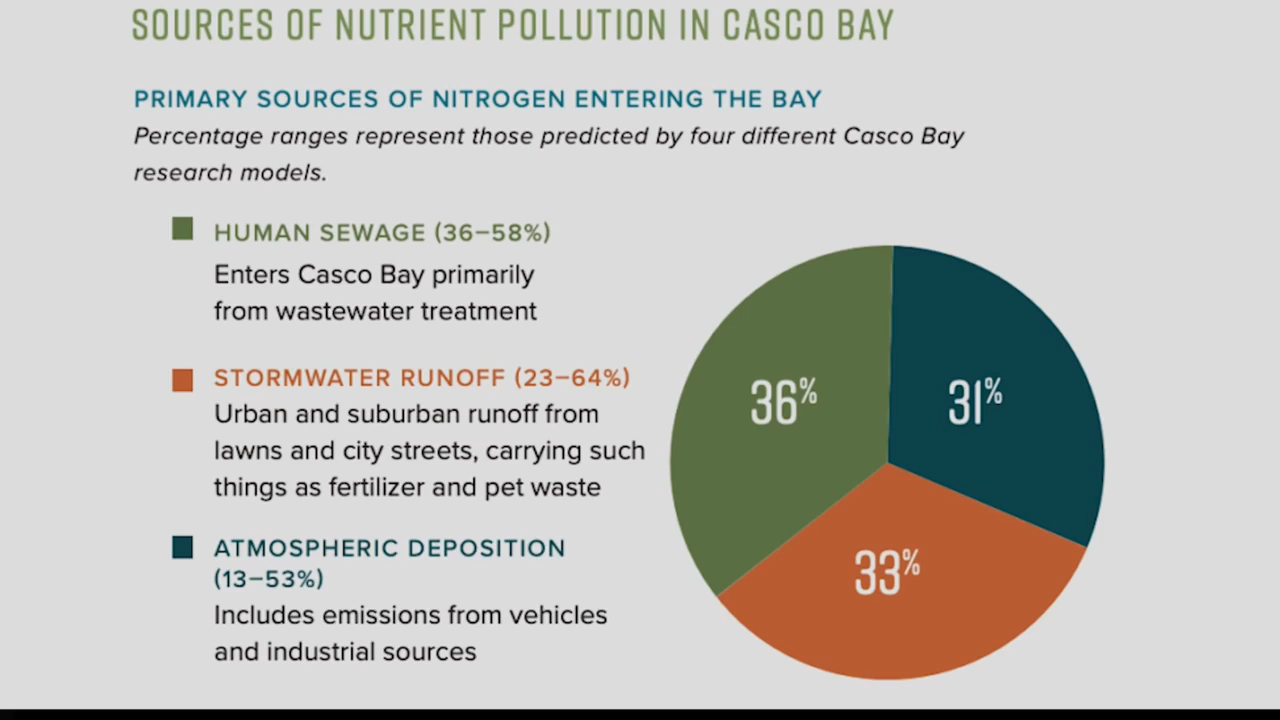 SOURCES OF NUTRIENT POLLUTION IN CASCO BAY
PRIMARY SOURCES OF NITROGEN ENTERING THE BAY
Percentage ranges represent those predicted by four different Casco Bay
research models.
HUMAN SEWAGE (36–58%)
Enters Casco Bay primarily
from wastewater treatment
STORMWATER RUNOFF (23–64%)
Urban and suburban runoff from
lawns and city streets, carrying such
things as fertilizer and pet waste
ATMOSPHERIC DEPOSITION
(13–53%)
Includes emissions from vehicles
and industrial sources
36%
31%
33%